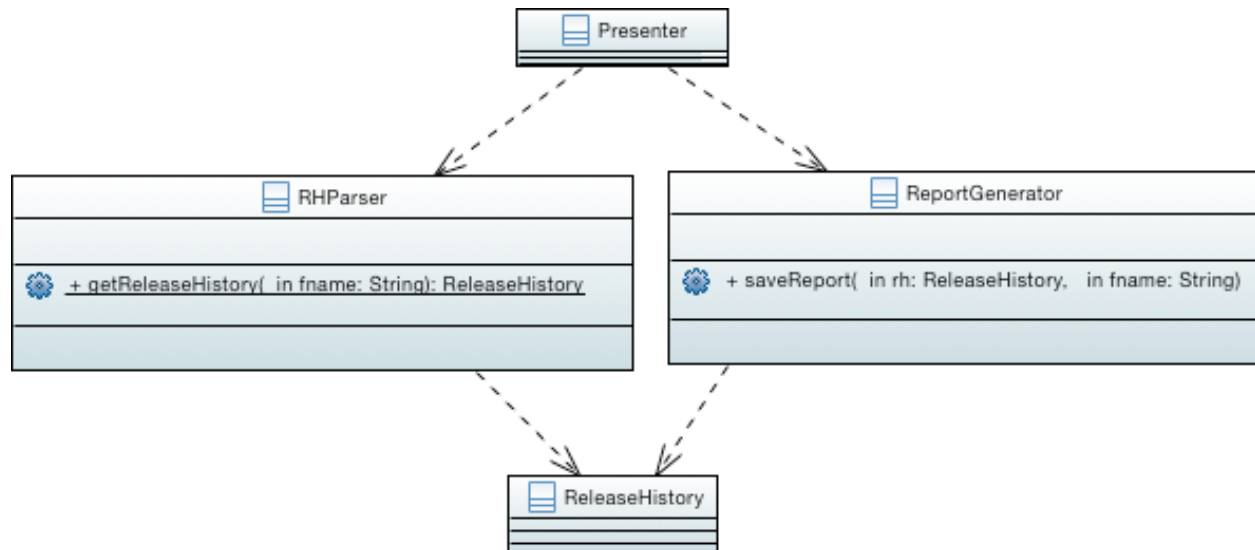 Presenter
RHParser
ReportGenerator
+ getReleaseHistory( in fname: String): ReleaseHistory
+ saveReport( in rh: ReleaseHistory, in fname: String)
ReleaseHistory